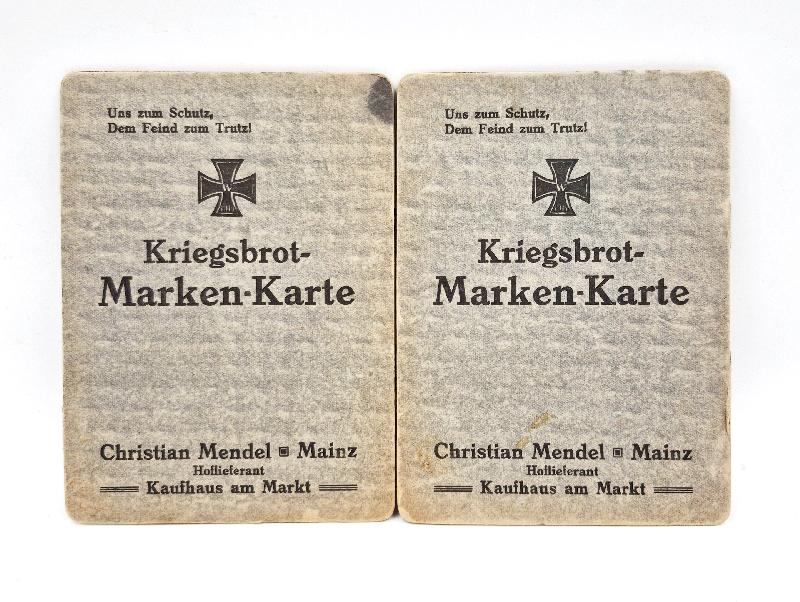 Uns zum Schutz,
Dem Feind zum Trutz!
W
Kriegsbrot-
Marken-Karte
Christian Mendel Mainz
Hoflieferant
Kaufhaus am Markt
Uns zum Schutz,
Dem Feind zum Trutz!
W
Kriegsbrot-
Marken-Karte
Christian Mendel Mainz
Hoflieferant
Kaufhaus am Markt